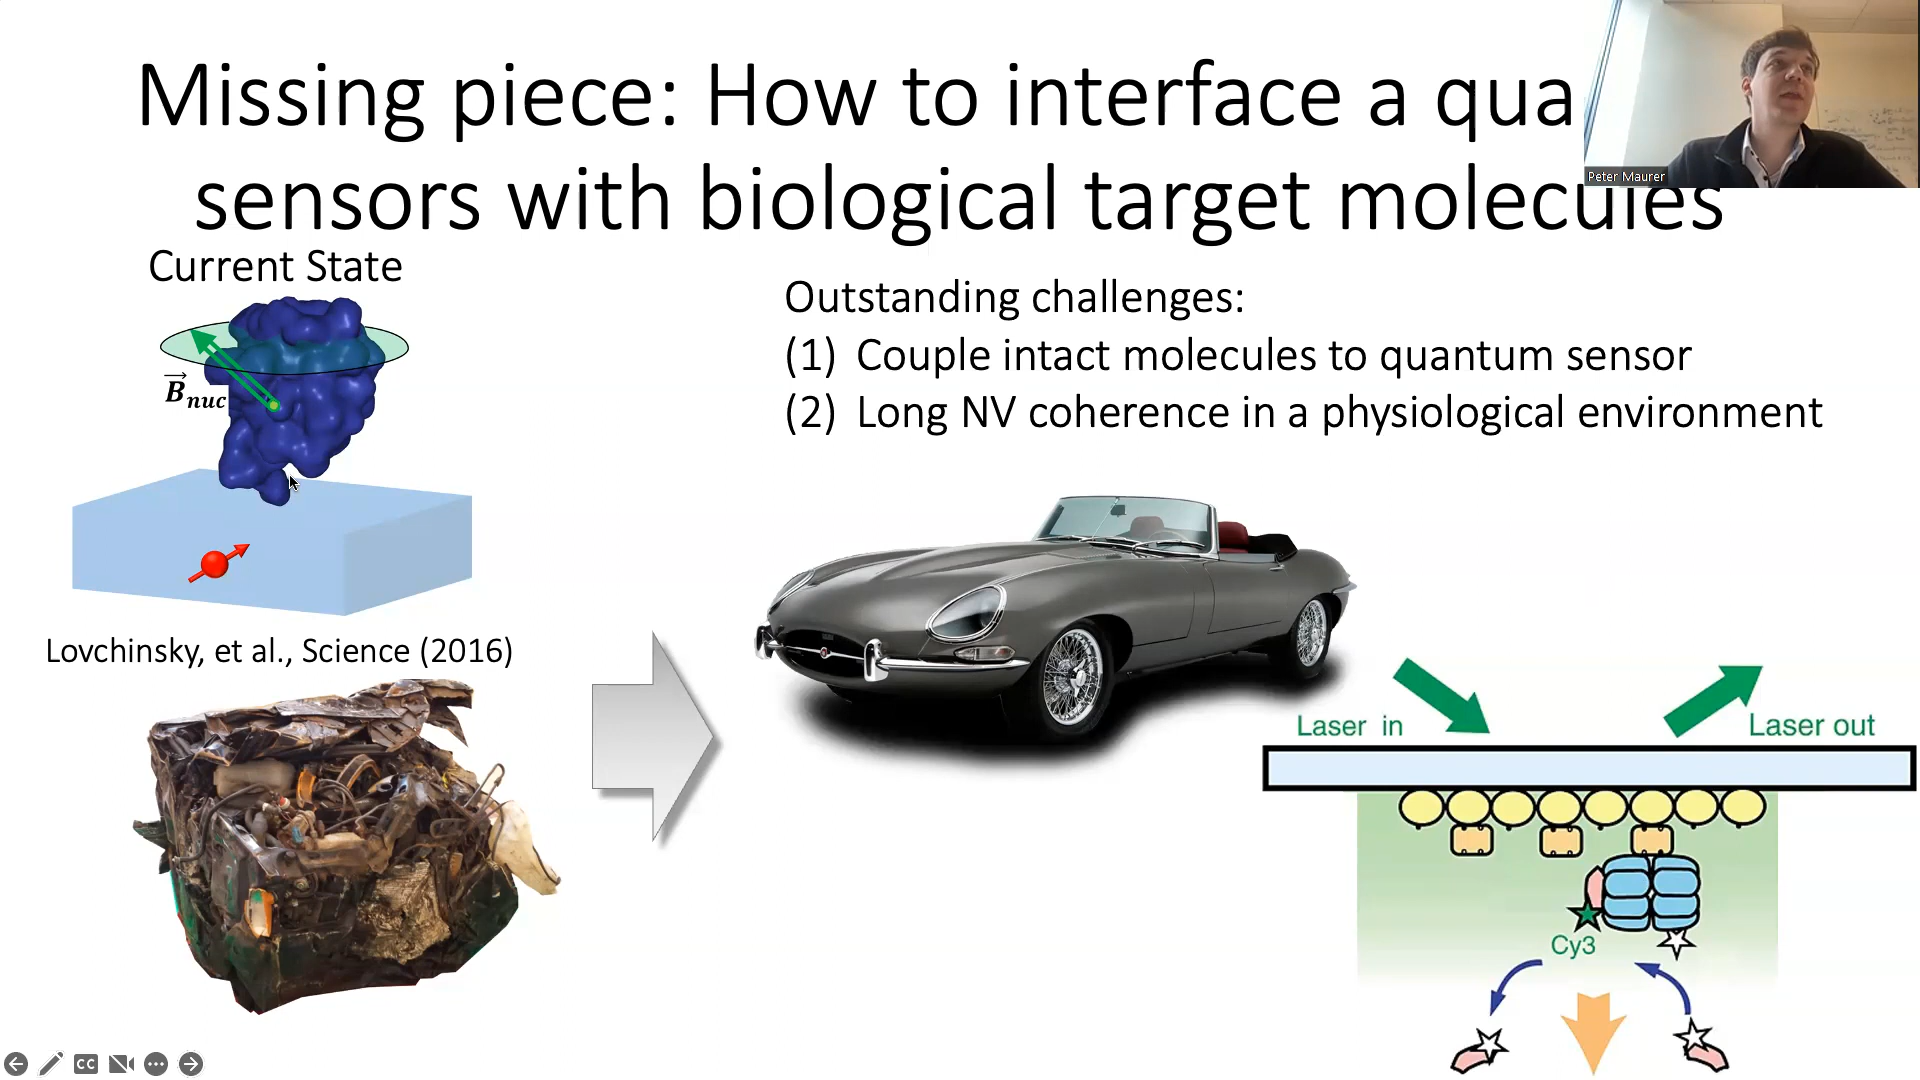 Missing piece: How to interface a qua
sensors with biological target molecules
Peter Maurer
Current State
B nuc
Lovchinsky, et al., Science (2016)
Outstanding challenges:
(1) Couple intact molecules to quantum sensor
(2) Long NV coherence in a physiological environment
Laser in
Laser out
Cy3
CC